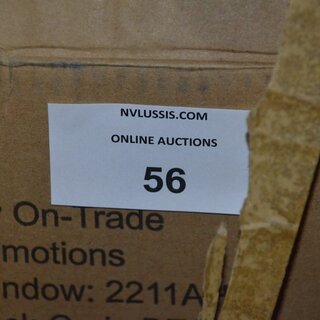 NVLUSSIS.COM
ONLINE AUCTIONS
56
On-Trade
motions
ndow: 2211A